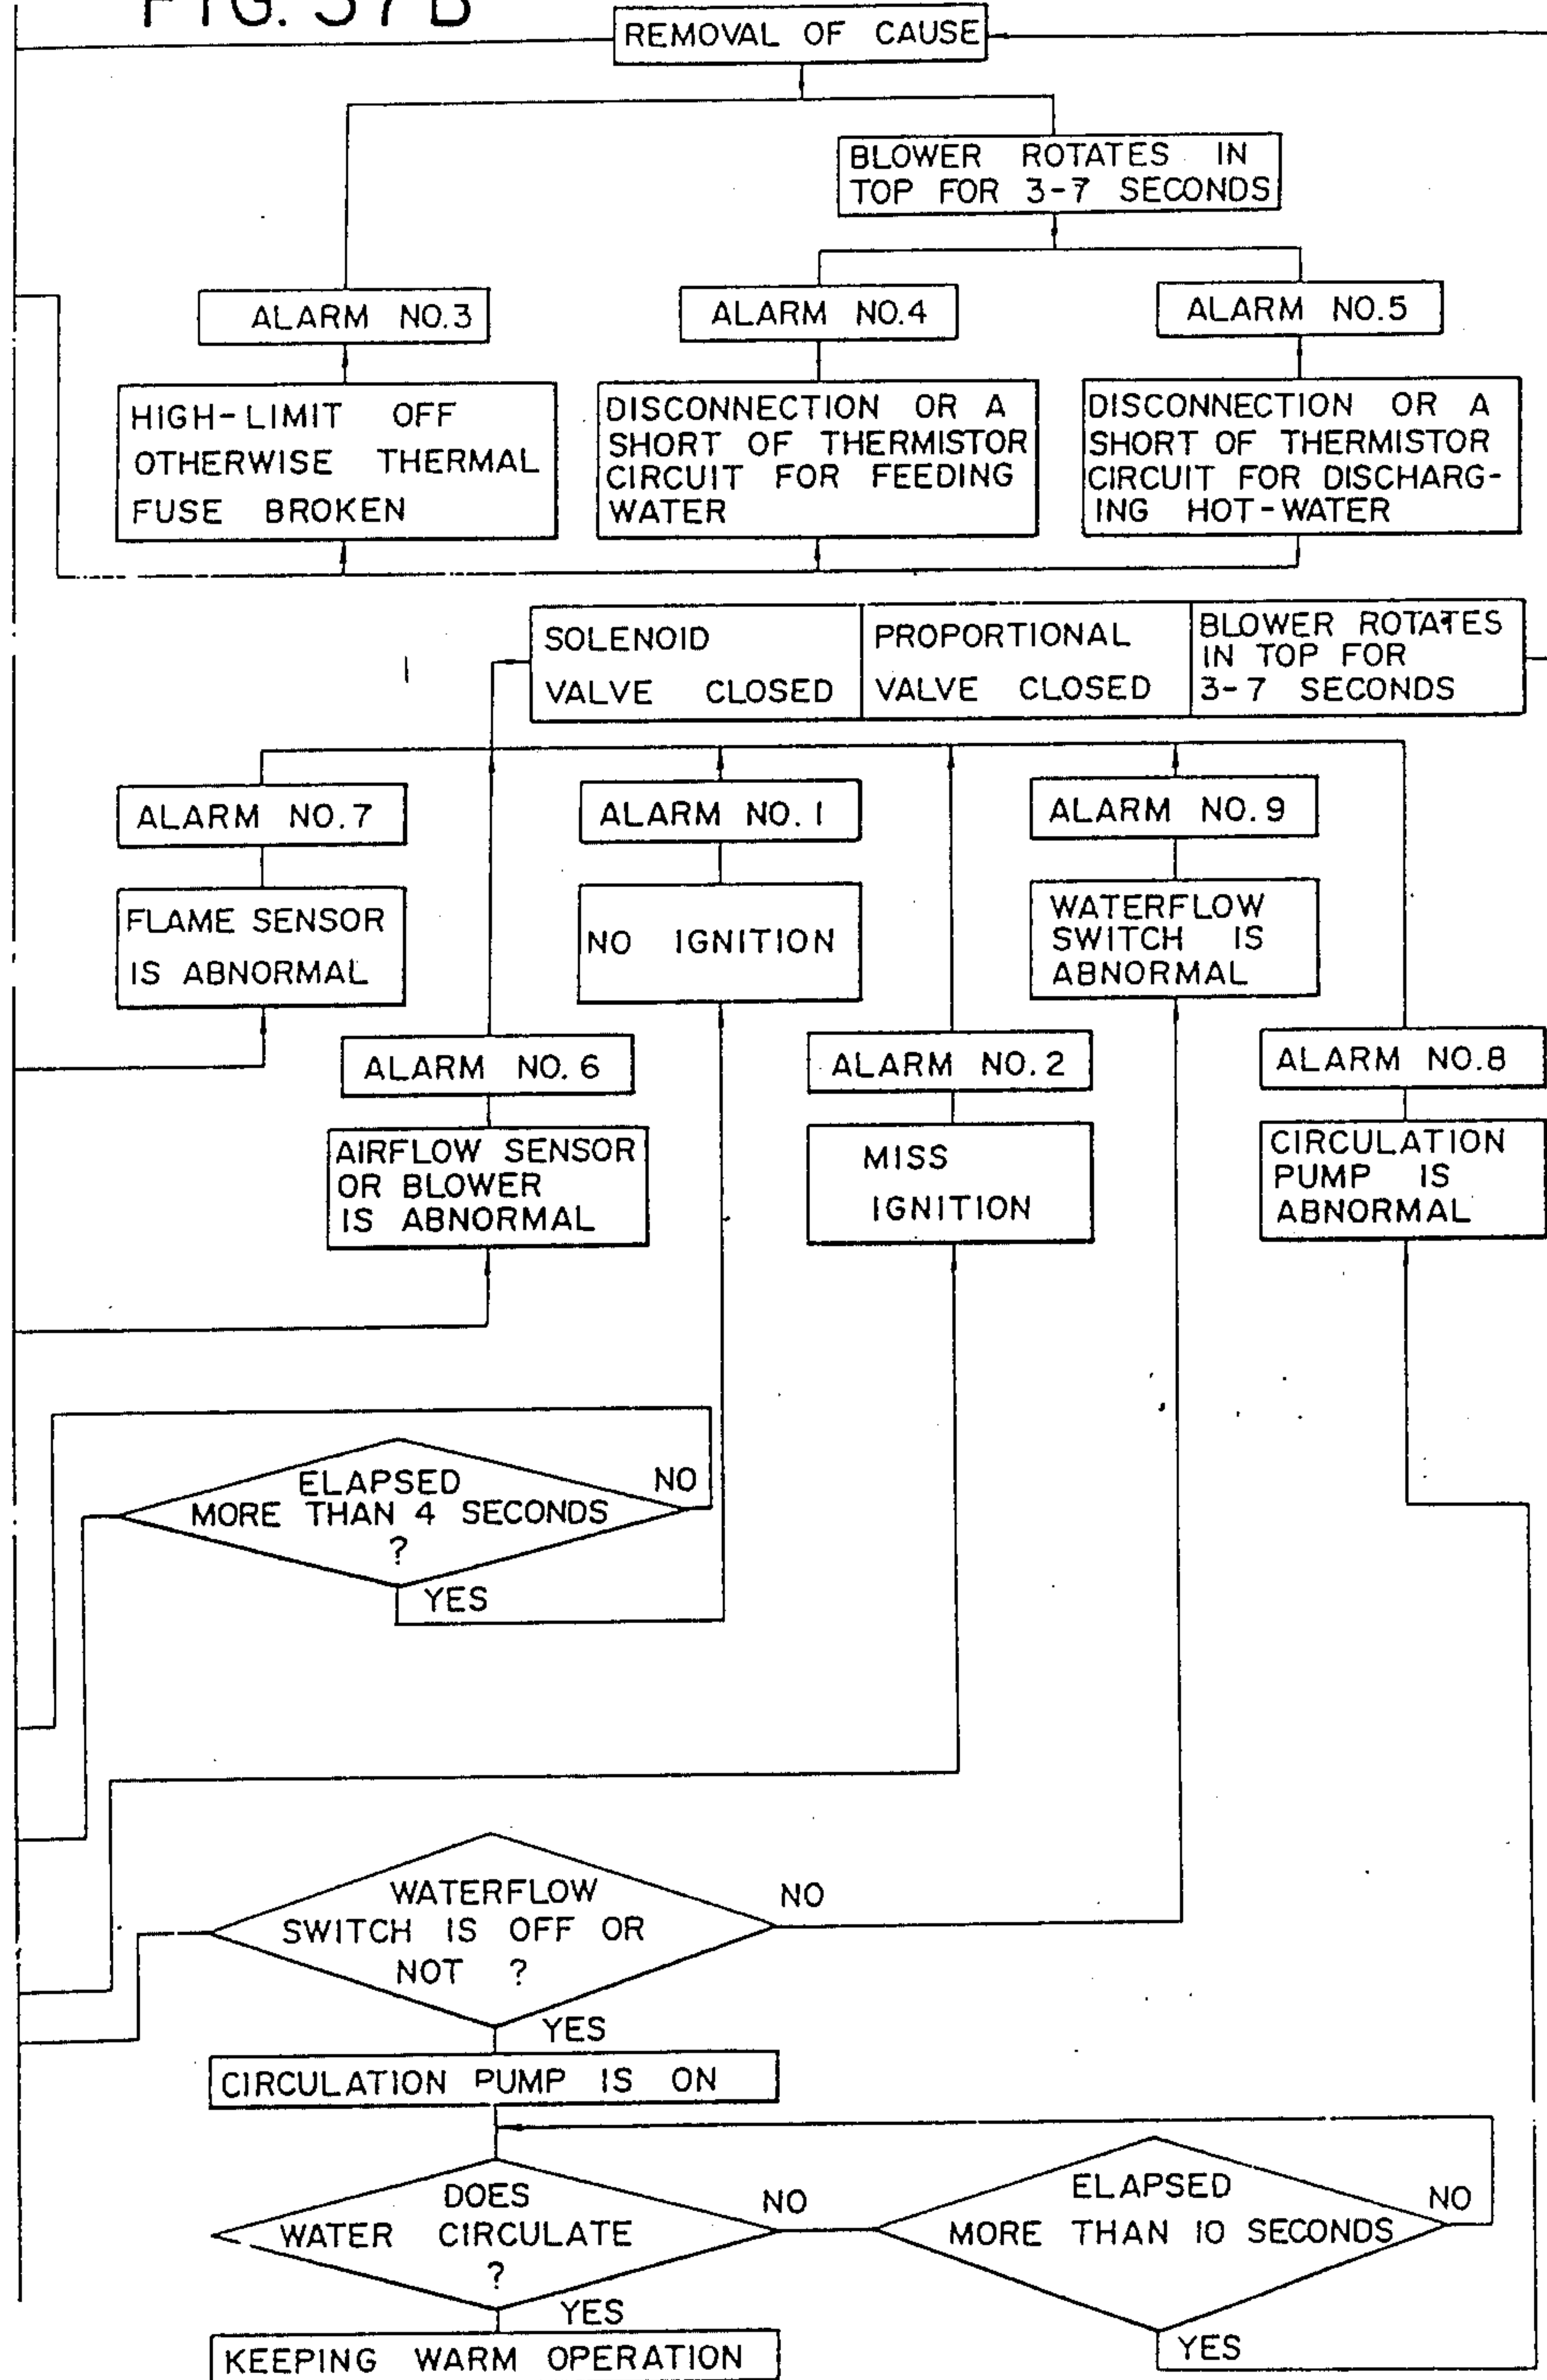 FIG. 37B
REMOVAL OF CAUSE
BLOWER ROTATES IN
TOP FOR 3-7 SECONDS
ALARM NO.3
ALARM NO.4
ALARM NO.5
HIGH-LIMIT OFF
OTHERWISE THERMAL
FUSE BROKEN
DISCONNECTION OR A
SHORT OF THERMISTOR
CIRCUIT FOR FEEDING
WATER
DISCONNECTION OR A
SHORT OF THERMISTOR
CIRCUIT FOR DISCHARG-
ING HOT-WATER
SOLENOID
VALVE CLOSED
PROPORTIONAL
VALVE CLOSED
BLOWER ROTATES
IN TOP FOR
3-7 SECONDS
ALARM NO.7
ALARM NO.1
ALARM NO.9
FLAME SENSOR
IS ABNORMAL
NO IGNITION
WATERFLOW
SWITCH IS
ABNORMAL
ALARM NO.6
ALARM NO.2
ALARM NO.8
AIRFLOW SENSOR
OR BLOWER
IS ABNORMAL
MISS
IGNITION
CIRCULATION
PUMP IS
ABNORMAL
ELAPSED
MORE THAN 4 SECONDS
?
NO
YES
WATERFLOW
SWITCH IS OFF OR
NOT ?
NO
YES
CIRCULATION PUMP IS ON
DOES
WATER CIRCULATE
?
NO
ELAPSED
MORE THAN 10 SECONDS
NO
YES
YES
KEEPING WARM OPERATION